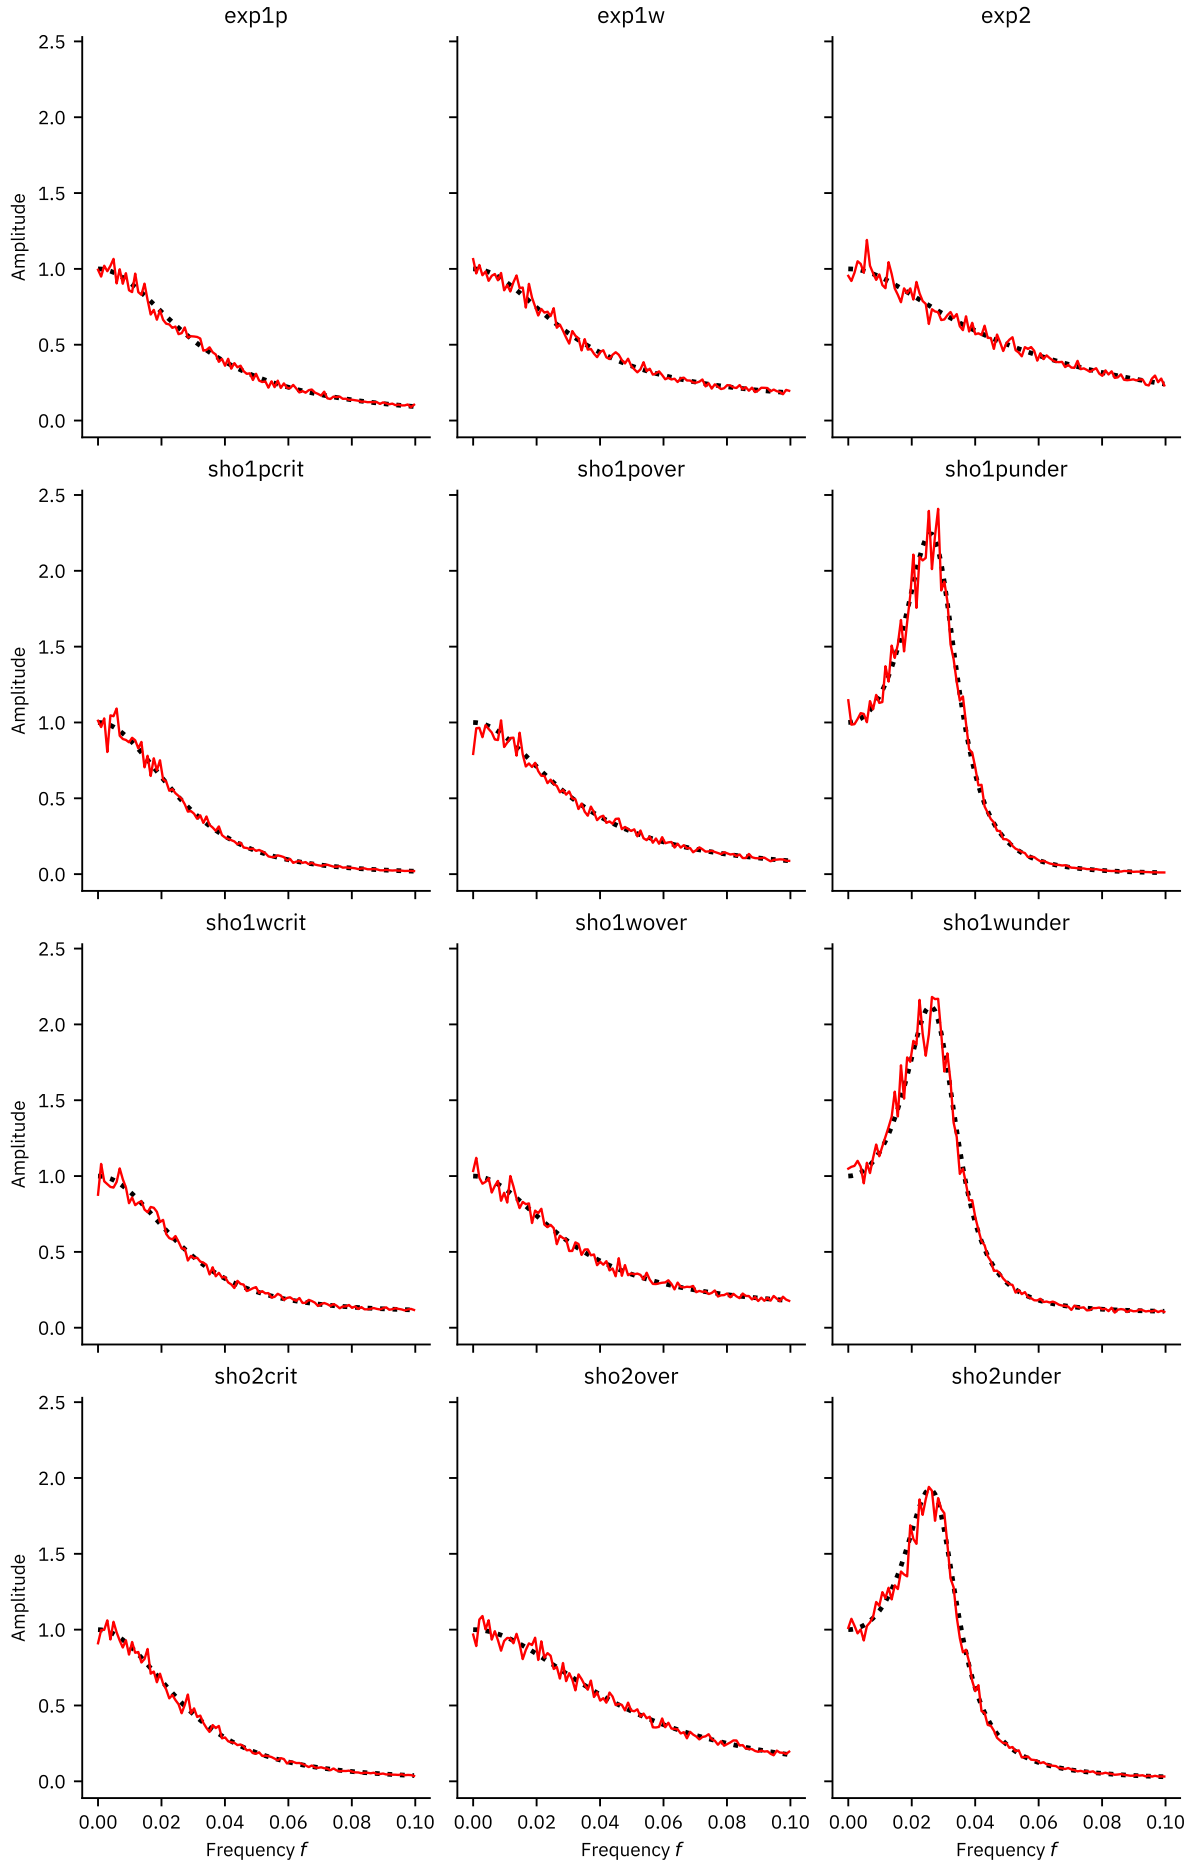 exp1p exp1w exp2
2.5
2.0
1.5
1.0
0.5
0.0
Amplitude
sho1pcrit sho1pover sho1punder
2.5
2.0
1.5
1.0
0.5
0.0
Amplitude
sho1wcrit sho1wover sho1wunder
2.5
2.0
1.5
1.0
0.5
0.0
Amplitude
sho2crit sho2over sho2under
2.5
2.0
1.5
1.0
0.5
0.0
Amplitude
0.00 0.02 0.04 0.06 0.08 0.10 0.00 0.02 0.04 0.06 0.08 0.10 0.00 0.02 0.04 0.06 0.08 0.10
Frequency f Frequency f Frequency f